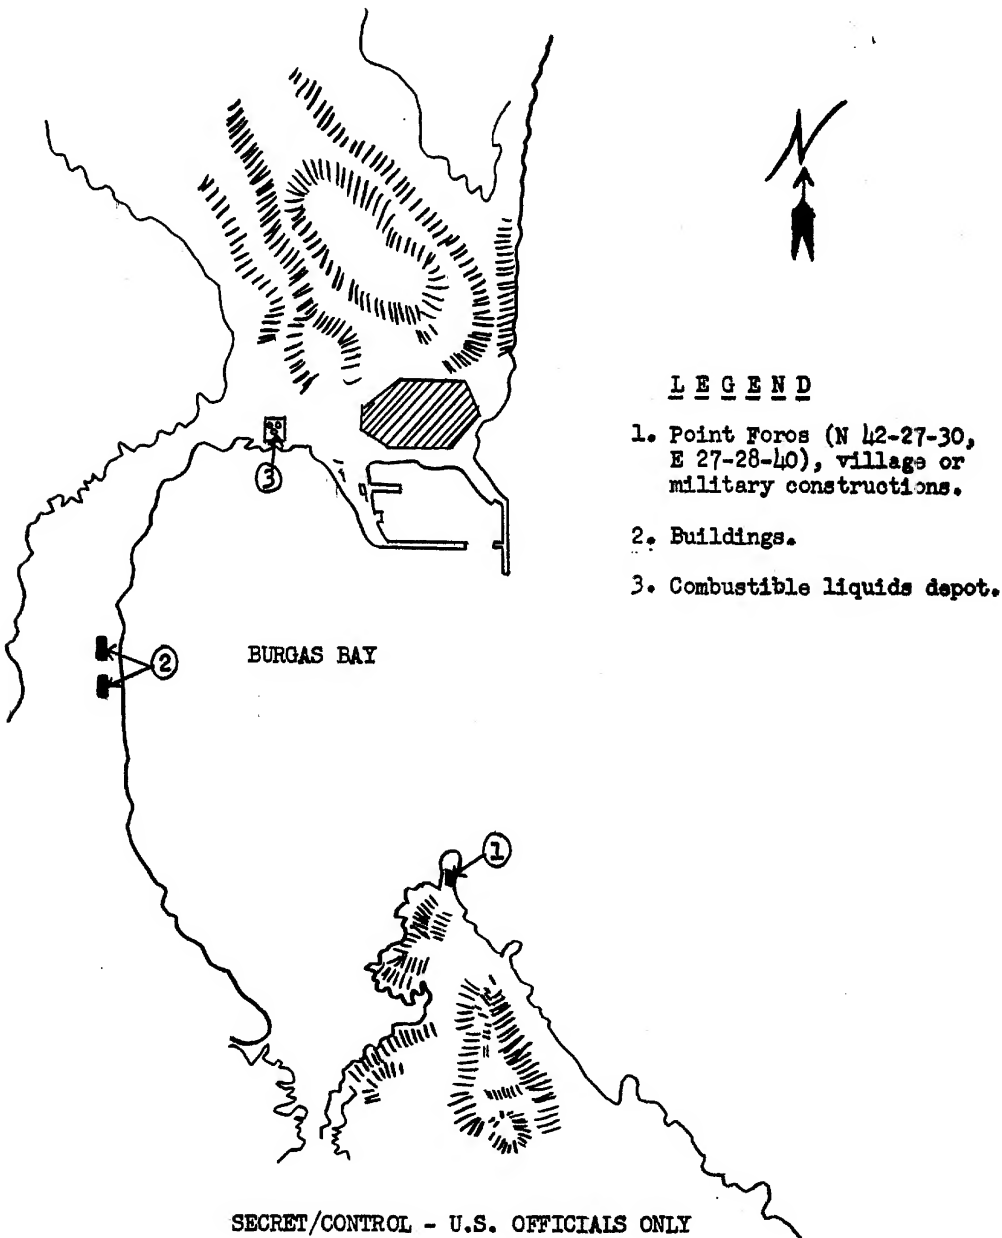 N
L E G E N D
1. Point Foros (N 42-27-30,
E 27-28-40), village or
military constructions.
2. Buildings.
3. Combustible liquids depot.
3
2
BURGAS BAY
1
SECRET/CONTROL - U.S. OFFICIALS ONLY